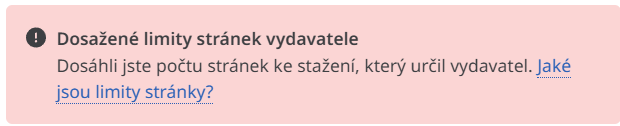 Dosažené limity stránek vydavatele
Dosáhli jste počtu stránek ke stažení, který určil vydavatel. Jaké
jsou limity stránky?